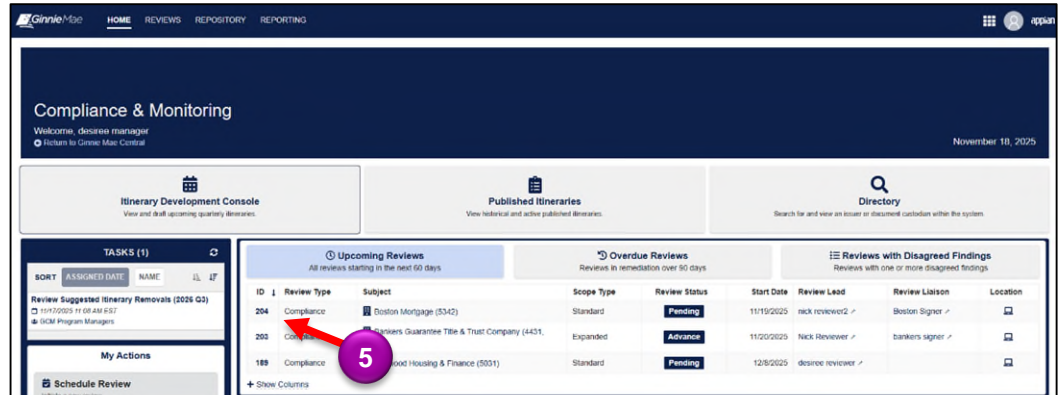 GinnieMae HOME REVIEWS REPOSITORY REPORTING appian
Compliance & Monitoring
Welcome, desiree manager
Return to Ginnie Mae Central
November 18, 2025
Itinerary Development Console
View and draft upcoming quarterly itineraries.
Published Itineraries
View historical and active published itineraries.
Directory
Search for and view an issuer or document custodian within the system.
TASKS (1)
SORT ASSIGNED DATE NAME
Review Suggested Itinerary Removals (2026 Q3)
11/17/2025 11:08 AM EST
GCM Program Managers
My Actions
Schedule Review
Upcoming Reviews
All reviews starting in the next 60 days
Overdue Reviews
Reviews in remediation over 90 days
Reviews with Disagreed Findings
Reviews with one or more disagreed findings
ID Review Type Subject Scope Type Review Status Start Date Review Lead Review Liaison Location
204 Compliance Boston Mortgage (5342) Standard Pending 11/19/2025 nick reviewer2 Boston Signer
203 Bankers Guarantee Title & Trust Company (4431, Expanded Advance 11/20/2025 Nick Reviewer bankers signer
189 Compliance Housing & Finance (5031) Standard Pending 12/8/2025 desiree reviewer
+ Show Columns
5